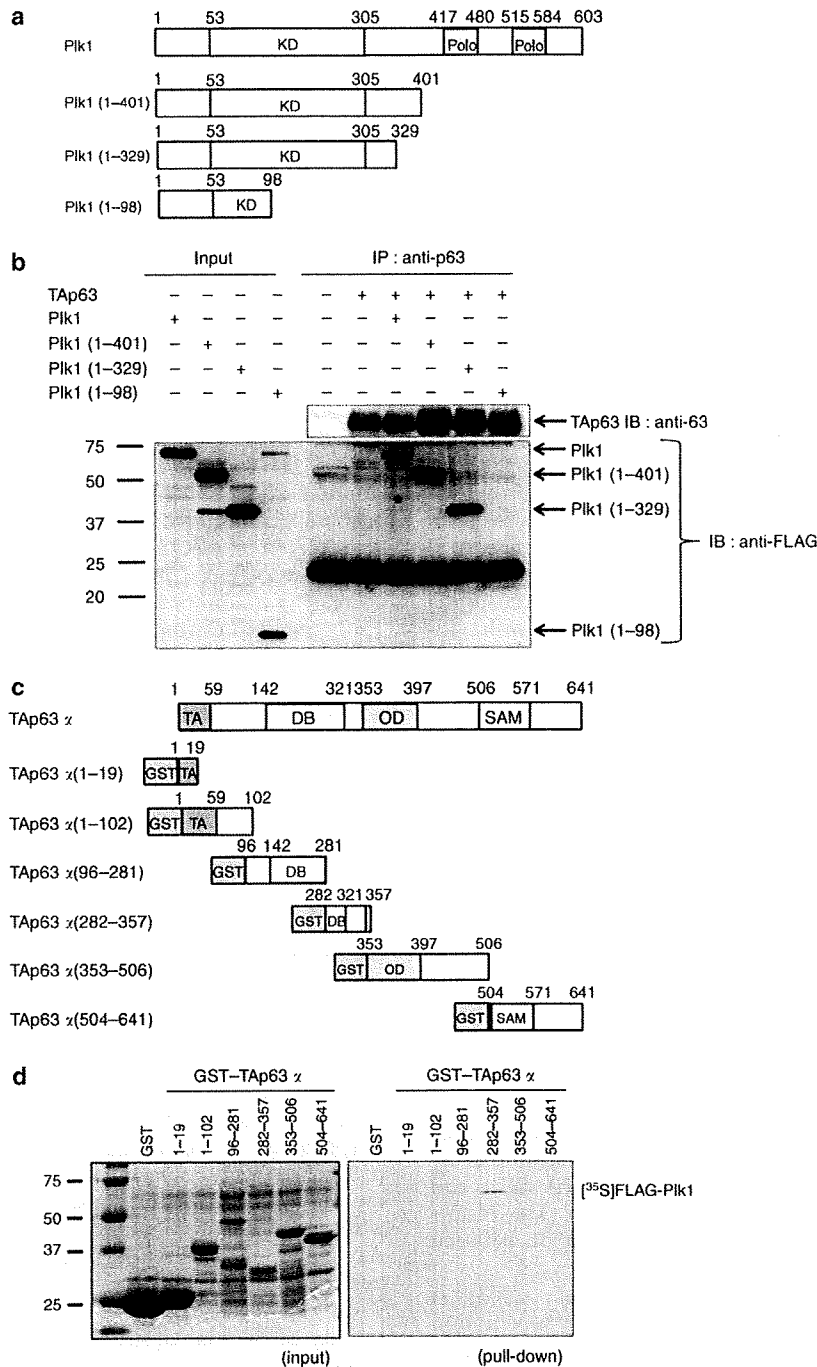 a
1 53 305 417 480 515 584 603
Plk1 KD Polo Polo
1 53 305 401
Plk1 (1–401) KD
1 53 305 329
Plk1 (1–329) KD
1 53 98
Plk1 (1–98) KD
b
Input IP : anti-p63
TAp63 – – – – – + + + + +
Plk1 + – – – – – + – – –
Plk1 (1–401) – + – – – – – + – –
Plk1 (1–329) – – + – – – – – + –
Plk1 (1–98) – – – + – – – – – +
TAp63 IB : anti-63
75 Plk1
50 Plk1 (1–401)
37 Plk1 (1–329)
IB : anti-FLAG
25
20
Plk1 (1–98)
c
1 59 142 321 353 397 506 571 641
TAp63 α TA DB OD SAM
1 19
TAp63 α(1–19) GST TA
1 59 102
TAp63 α(1–102) GST TA
96 142 281
TAp63 α(96–281) GST DB
282 321 357
TAp63 α(282–357) GST DB
353 397 506
TAp63 α(353–506) GST OD
504 571 641
TAp63 α(504–641) GST SAM
d
GST–TAp63 α GST–TAp63 α
GST 1–19 1–102 96–281 282–357 353–506 504–641 GST 1–19 1–102 96–281 282–357 353–506 504–641
75 [³⁵S]FLAG-Plk1
50
37
25
(input) (pull-down)